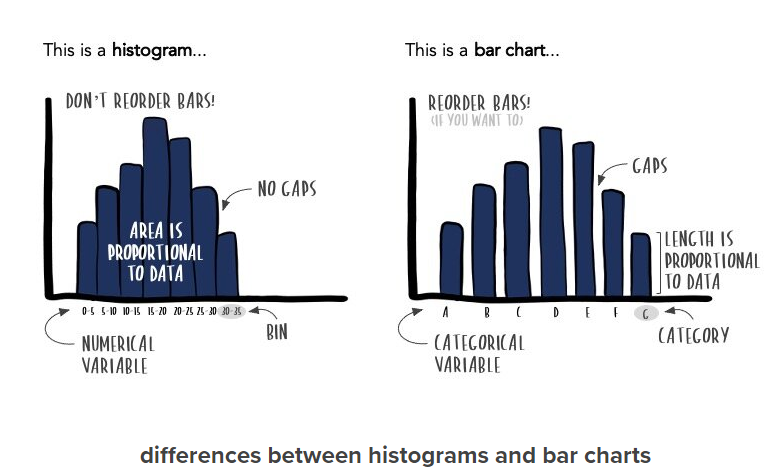 This is a histogram...
DON'T REORDER BARS!
NO GAPS
AREA IS
PROPORTIONAL
TO DATA
0-5 5-10 10-15 15-20 20-25 25-30 30-35
BIN
NUMERICAL
VARIABLE
This is a bar chart...
REORDER BARS!
(IF YOU WANT TO)
GAPS
LENGTH IS
PROPORTIONAL
TO DATA
A B C D E F G
CATEGORY
CATEGORICAL
VARIABLE
differences between histograms and bar charts